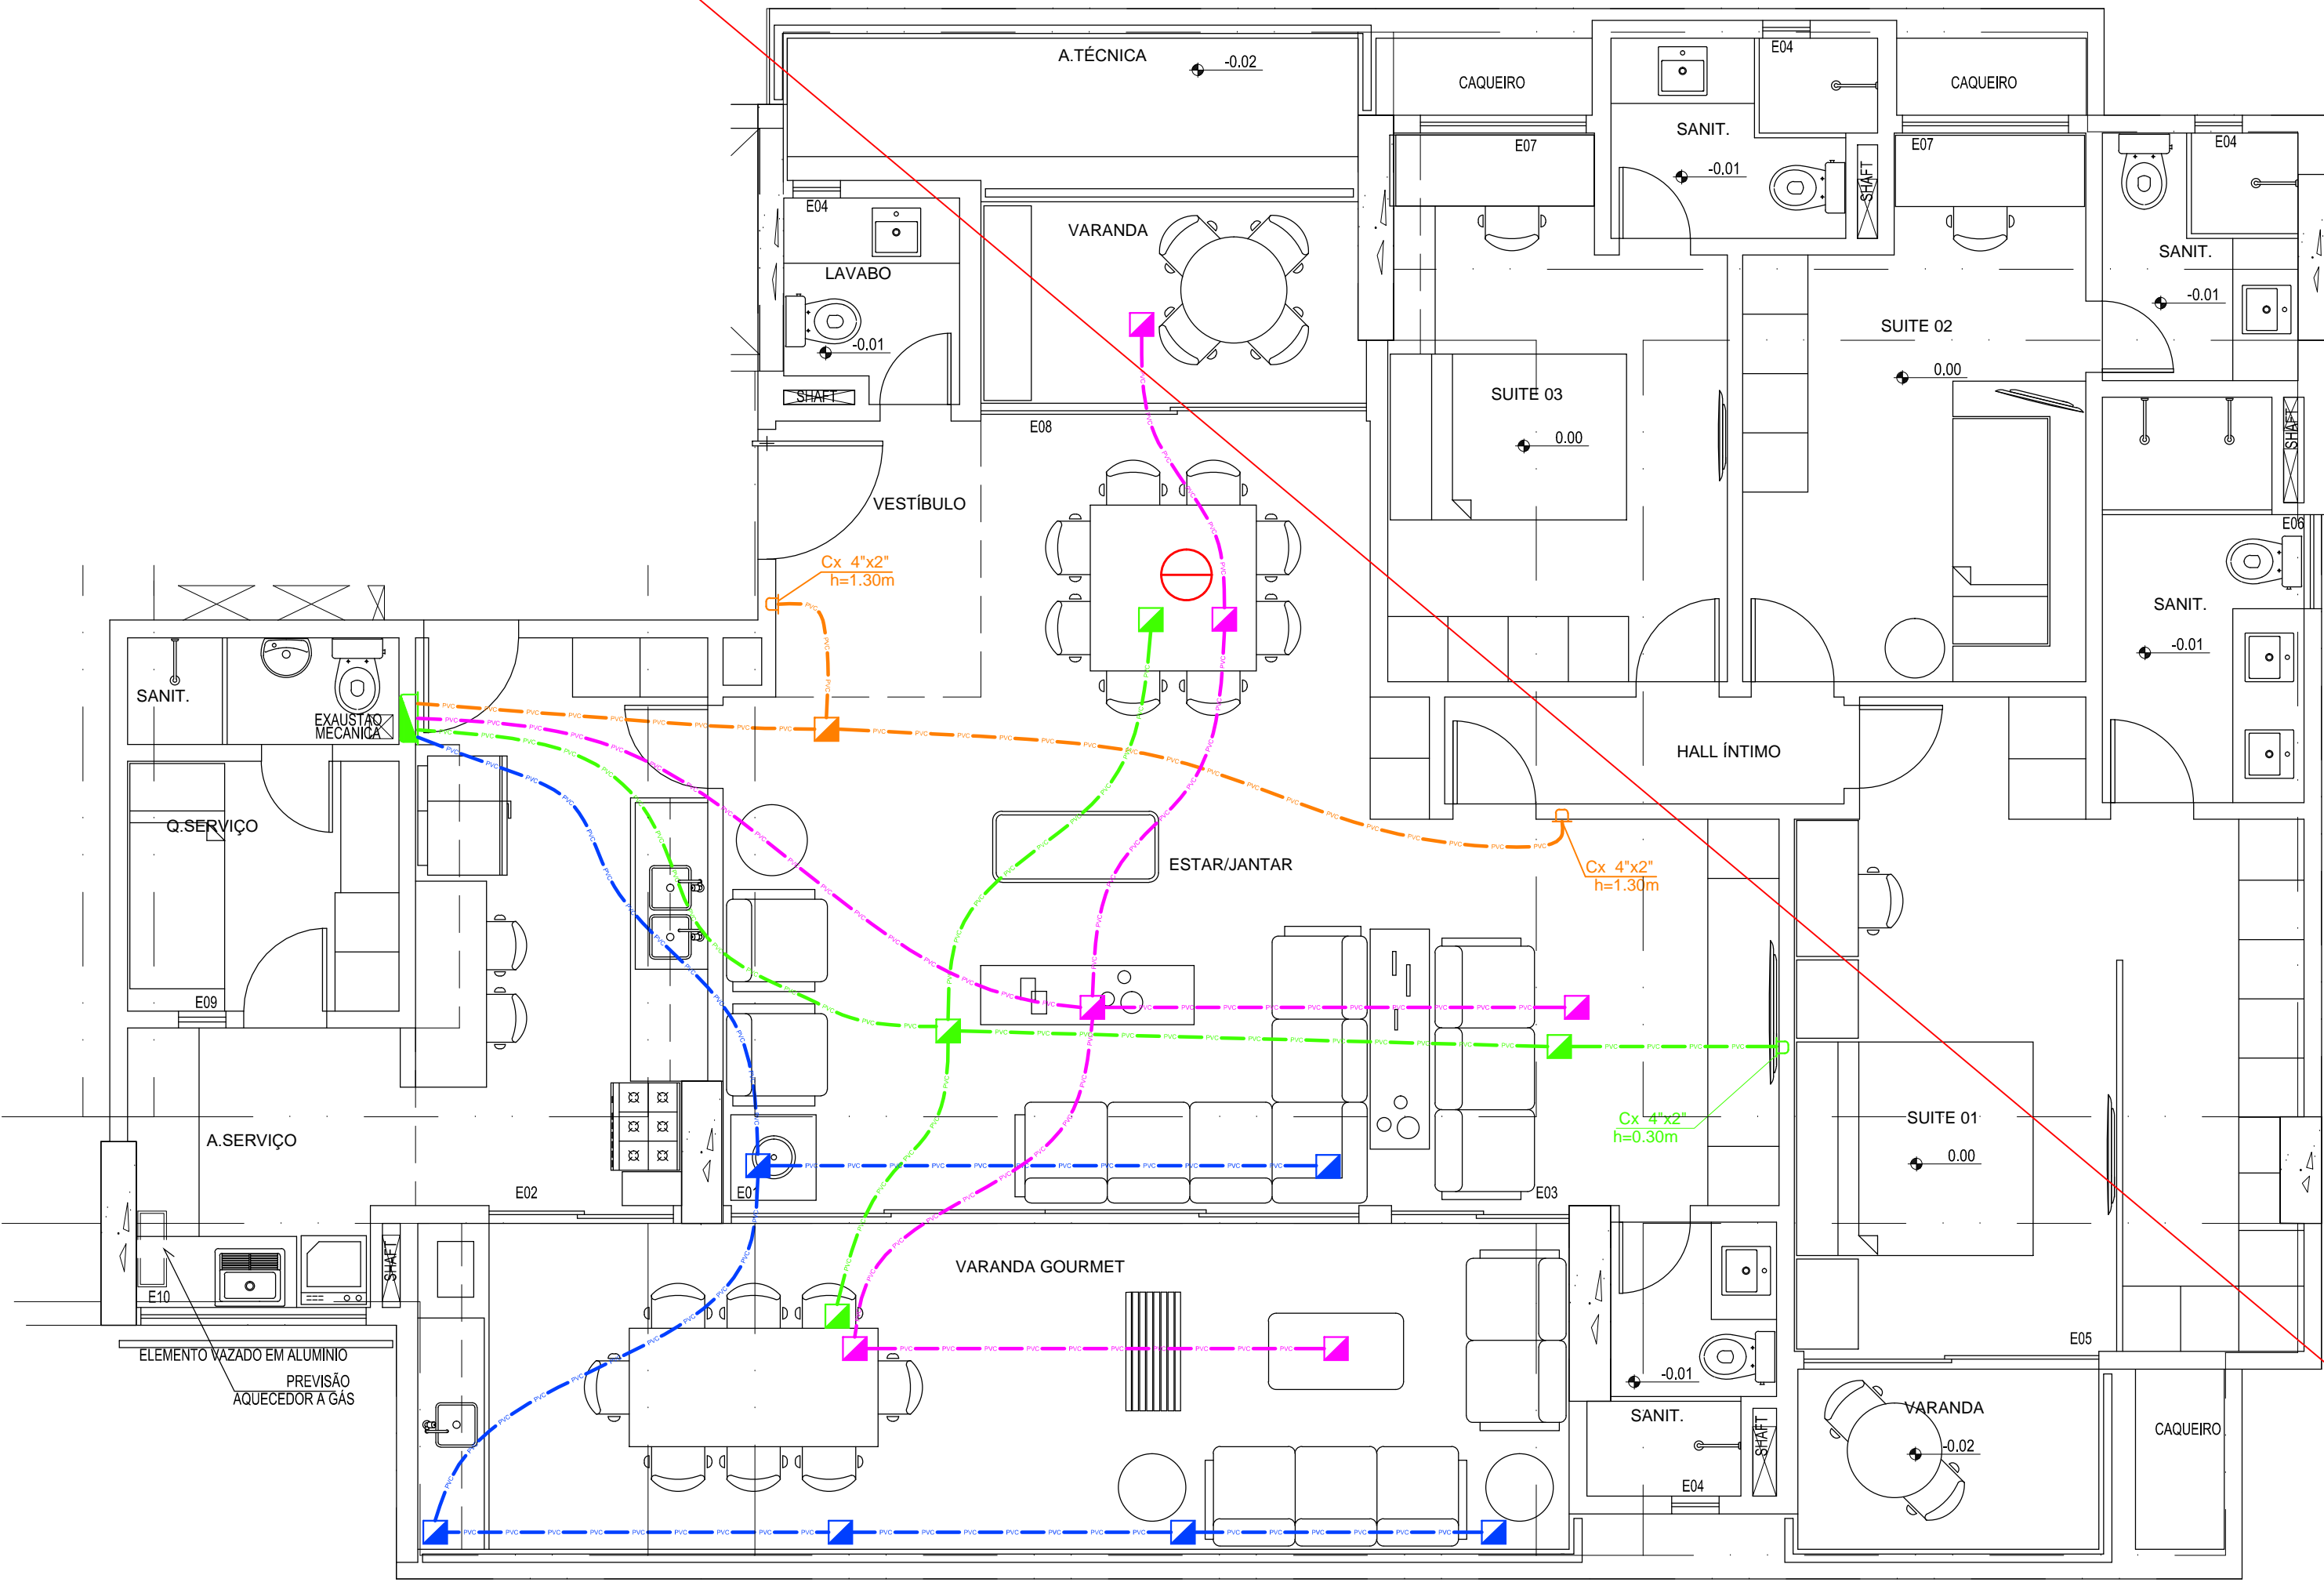 A.TÉCNICA
-0.02
CAQUEIRO
E04
CAQUEIRO
SANIT.
E07
-0.01
SHAFT
E07
E04
E04
LAVABO
-0.01
SHAFT
VARANDA
SANIT.
-0.01
SUITE 02
0.00
SUITE 03
0.00
SHAFT
E08
VESTÍBULO
E06
Cx 4"x2"
h=1.30m
SANIT.
-0.01
SANIT.
EXAUSTÃO
MECÂNICA
HALL ÍNTIMO
Q.SERVIÇO
ESTAR/JANTAR
Cx 4"x2"
h=1.30m
E09
A.SERVIÇO
Cx 4"x2"
h=0.30m
SUITE 01
0.00
E02
E01
E03
SHAFT
VARANDA GOURMET
E10
ELEMENTO VAZADO EM ALUMINIO
PREVISÃO
AQUECEDOR A GÁS
E05
-0.01
SANIT.
SHAFT
E04
VARANDA
-0.02
CAQUEIRO
PVC